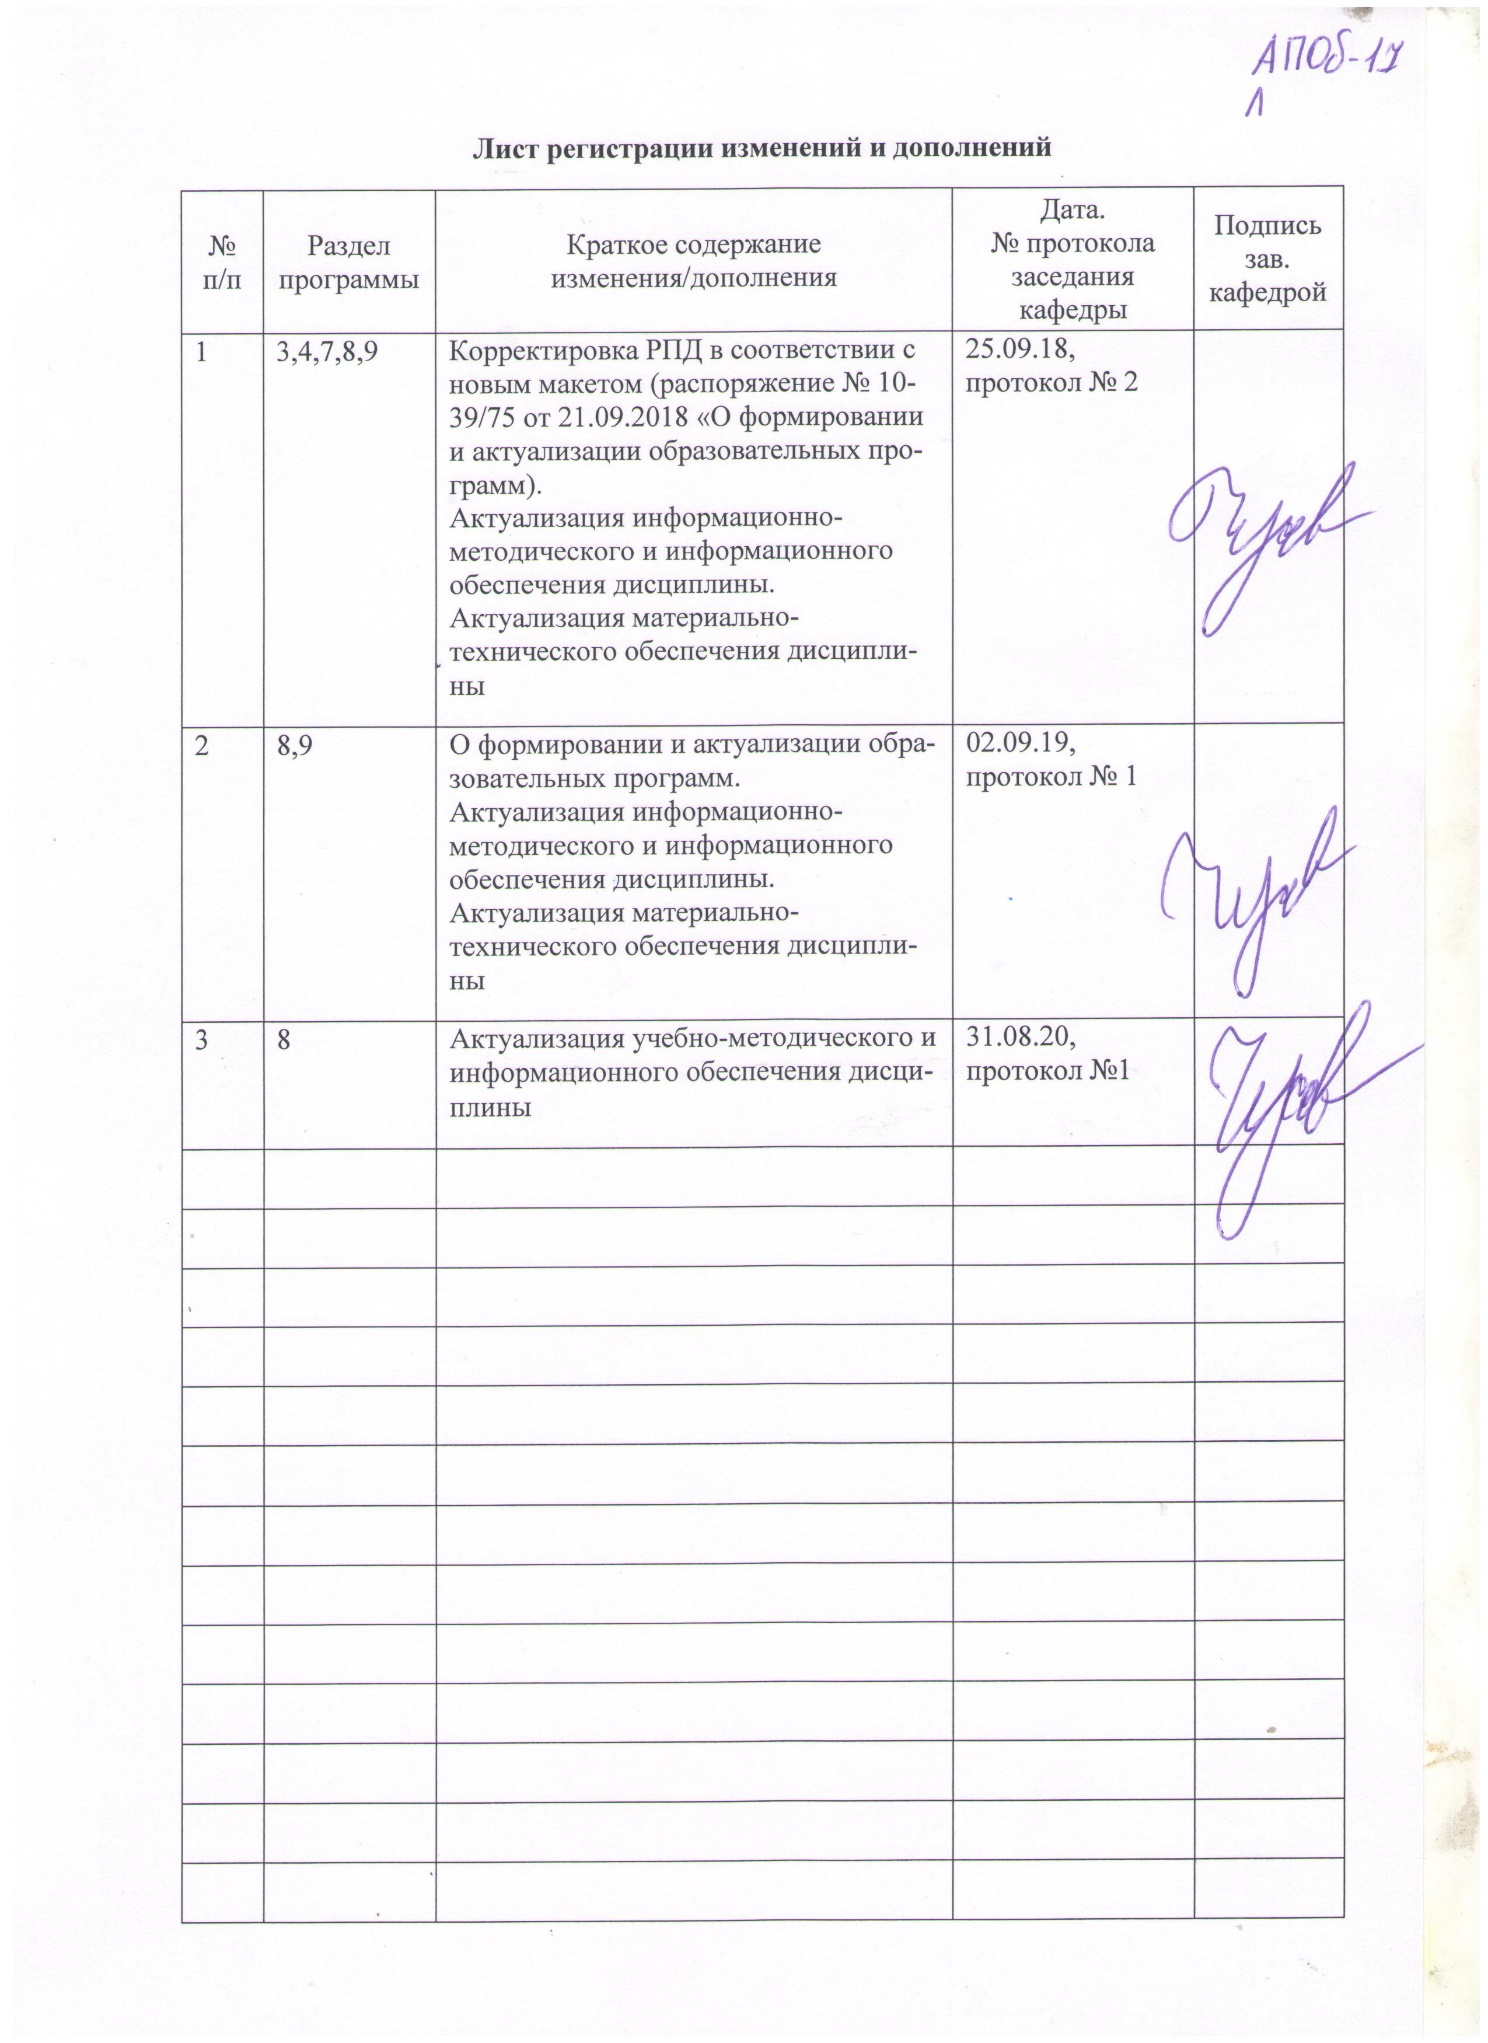 АПОб-17
Л
Лист регистрации изменений и дополнений
№
п/п
Раздел
программы
Краткое содержание
изменения/дополнения
Дата.
№ протокола
заседания
кафедры
Подпись
зав.
кафедрой
1
3,4,7,8,9
Корректировка РПД в соответствии с
новым макетом (распоряжение № 10-
39/75 от 21.09.2018 «О формировании
и актуализации образовательных про-
грамм).
Актуализация информационно-
методического и информационного
обеспечения дисциплины.
Актуализация материально-
технического обеспечения дисципли-
ны
25.09.18,
протокол № 2
2
8,9
О формировании и актуализации обра-
зовательных программ.
Актуализация информационно-
методического и информационного
обеспечения дисциплины.
Актуализация материально-
технического обеспечения дисципли-
ны
02.09.19,
протокол № 1
3
8
Актуализация учебно-методического и
информационного обеспечения дисци-
плины
31.08.20,
протокол №1